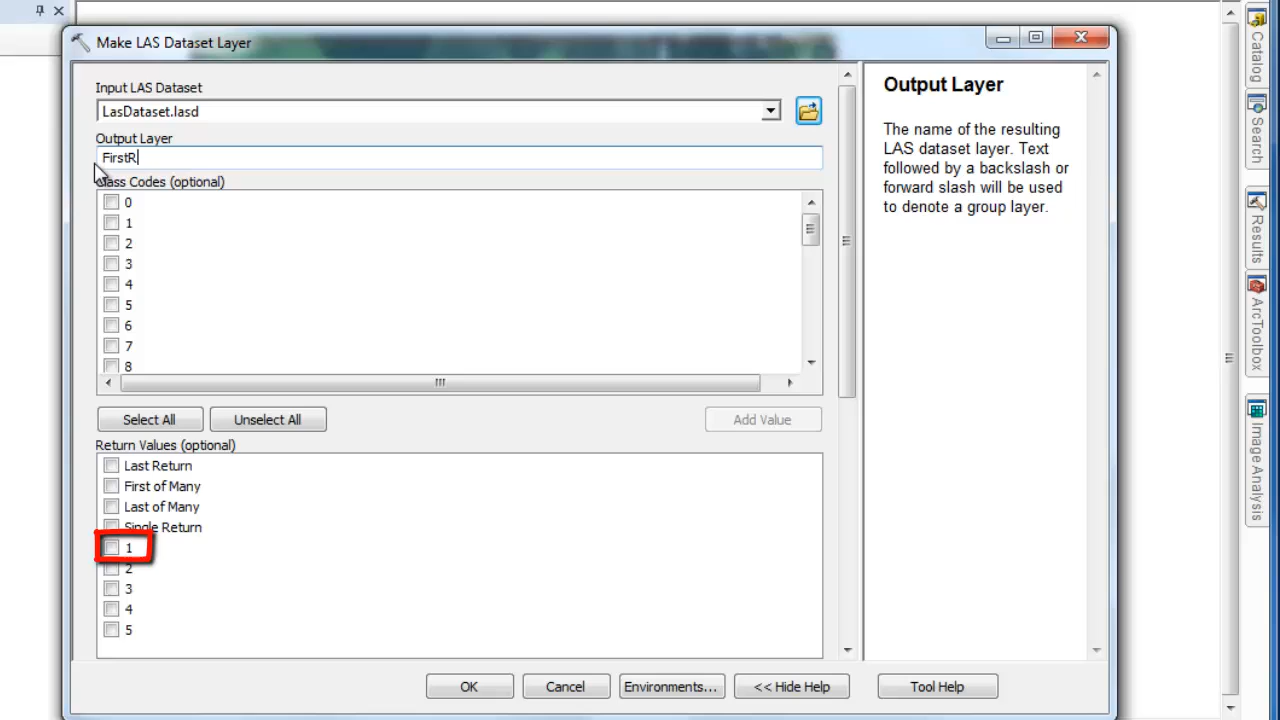 Make LAS Dataset Layer
Input LAS Dataset
LasDataset.lasd
Output Layer
FirstR
Class Codes (optional)
0
1
2
3
4
5
6
7
8
Select All
Unselect All
Add Value
Return Values (optional)
Last Return
First of Many
Last of Many
Single Return
1
2
3
4
5
OK
Cancel
Environments...
<< Hide Help
Tool Help
Output Layer
The name of the resulting
LAS dataset layer. Text
followed by a backslash or
forward slash will be used
to denote a group layer.
Catalog
Search
Results
ArcToolbox
Image Analysis